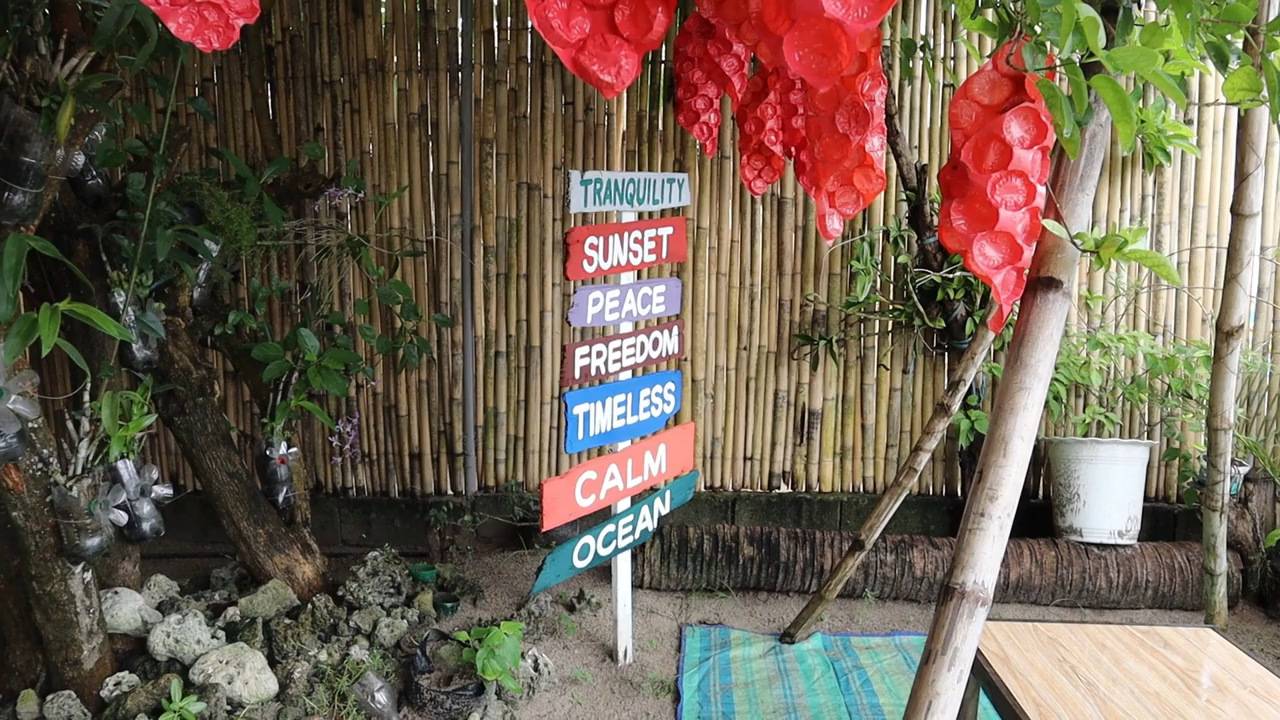 TRANQUILITY
SUNSET
PEACE
FREEDOM
TIMELESS
CALM
OCEAN